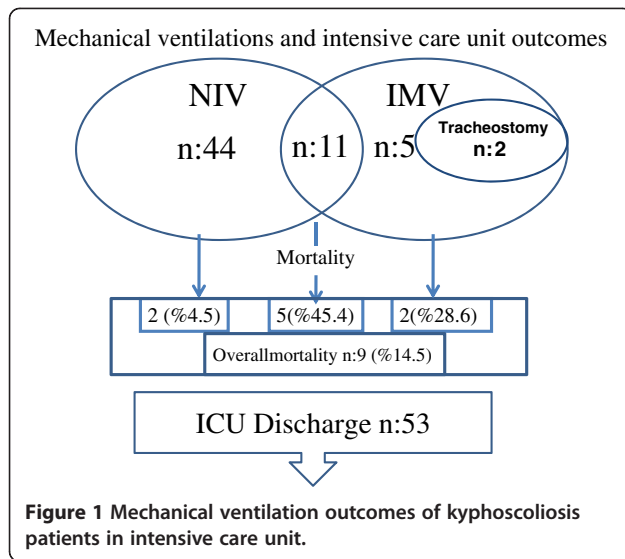 Mechanical ventilations and intensive care unit outcomes
NIV
IMV
Tracheostomy
n:2
n:44
n:11
n:5
Mortality
2 (%4.5)
5(%45.4)
2(%28.6)
Overallmortality n:9 (%14.5)
ICU Discharge n:53
Figure 1 Mechanical ventilation outcomes of kyphoscoliosis
patients in intensive care unit.